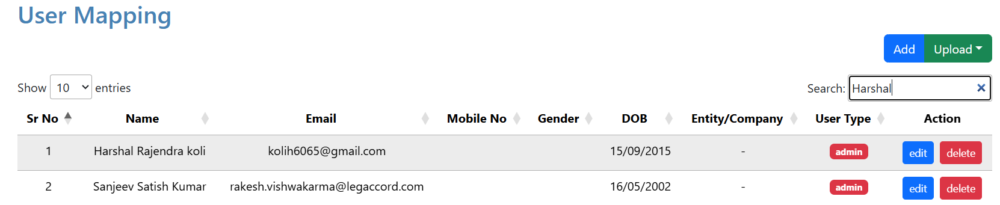 User Mapping
Add Upload
Show 10 entries Search: Harshal
Sr No Name Email Mobile No Gender DOB Entity/Company User Type Action
1 Harshal Rajendra koli kolih6065@gmail.com 15/09/2015 - admin edit delete
2 Sanjeev Satish Kumar rakesh.vishwakarma@legaccord.com 16/05/2002 - admin edit delete